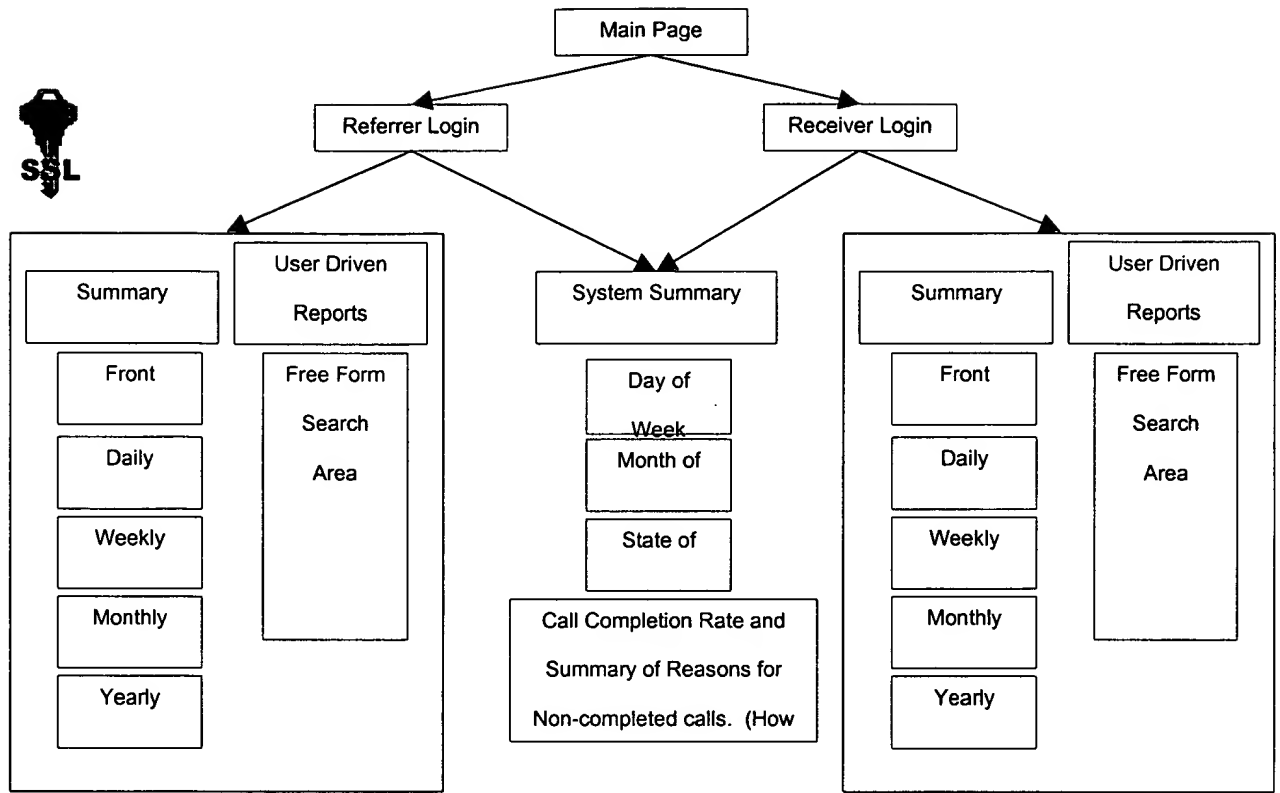 Main Page
Referrer Login
Receiver Login
SSL
Summary
User Driven
Reports
Front
Daily
Weekly
Monthly
Yearly
Free Form
Search
Area
System Summary
Day of
Week
Month of
State of
Call Completion Rate and
Summary of Reasons for
Non-completed calls. (How
Summary
User Driven
Reports
Front
Daily
Weekly
Monthly
Yearly
Free Form
Search
Area